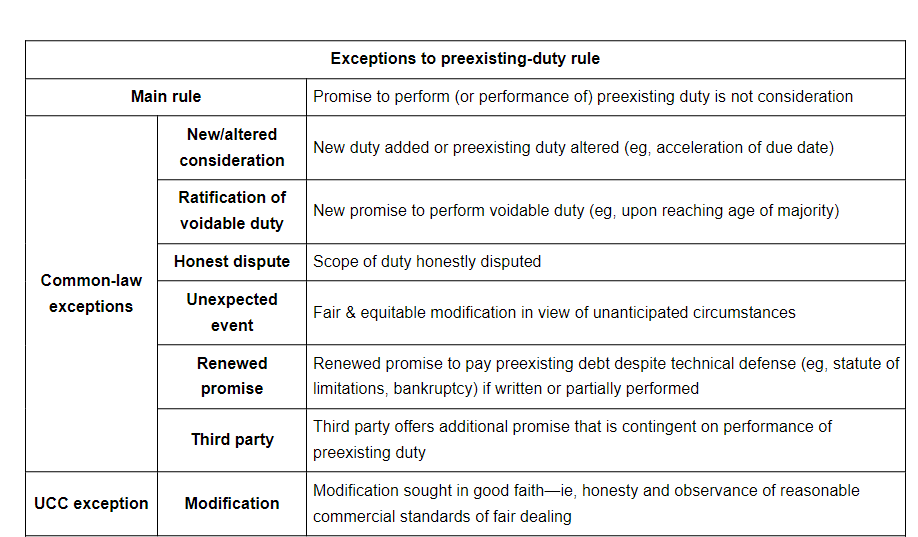 Exceptions to preexisting-duty rule
Main rule
Promise to perform (or performance of) preexisting duty is not consideration
Common-law
exceptions
New/altered
consideration
New duty added or preexisting duty altered (eg, acceleration of due date)
Ratification of
voidable duty
New promise to perform voidable duty (eg, upon reaching age of majority)
Honest dispute
Scope of duty honestly disputed
Unexpected
event
Fair & equitable modification in view of unanticipated circumstances
Renewed
promise
Renewed promise to pay preexisting debt despite technical defense (eg, statute of
limitations, bankruptcy) if written or partially performed
Third party
Third party offers additional promise that is contingent on performance of
preexisting duty
UCC exception
Modification
Modification sought in good faith—ie, honesty and observance of reasonable
commercial standards of fair dealing